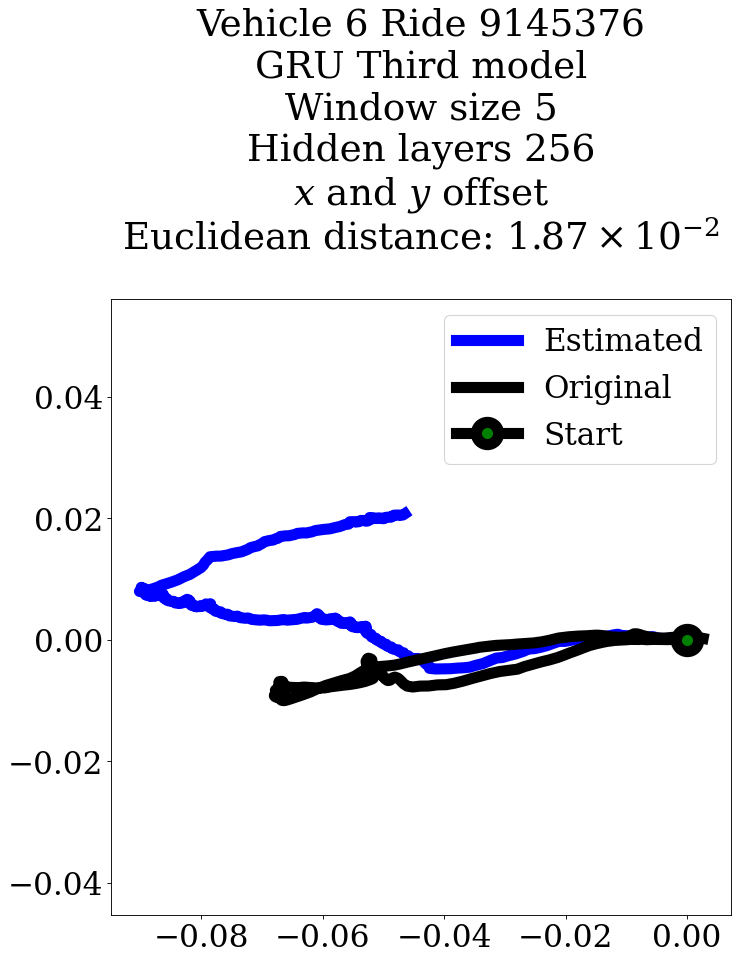 Vehicle 6 Ride 9145376
GRU Third model
Window size 5
Hidden layers 256
x and y offset
Euclidean distance: 1.87 × 10⁻²
Estimated
Original
Start
0.04
0.02
0.00
−0.02
−0.04
−0.08 −0.06 −0.04 −0.02 0.00